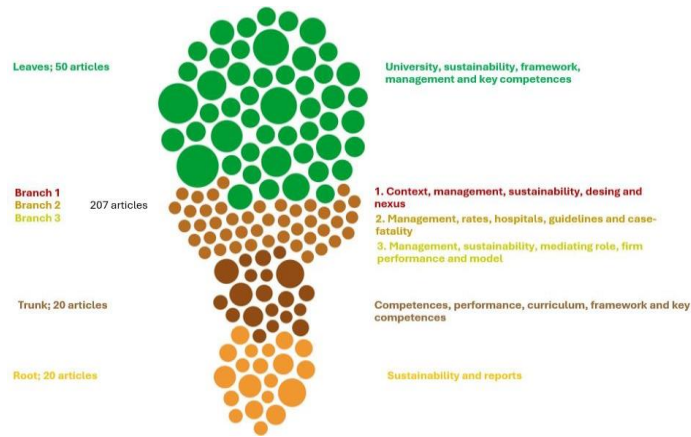 Leaves; 50 articles
University, sustainability, framework,
management and key competences
Branch 1
Branch 2
Branch 3
207 articles
1. Context, management, sustainability, desing and
nexus
2. Management, rates, hospitals, guidelines and case-
fatality
3. Management, sustainability, mediating role, firm
performance and model
Trunk; 20 articles
Competences, performance, curriculum, framework and key
competences
Root; 20 articles
Sustainability and reports